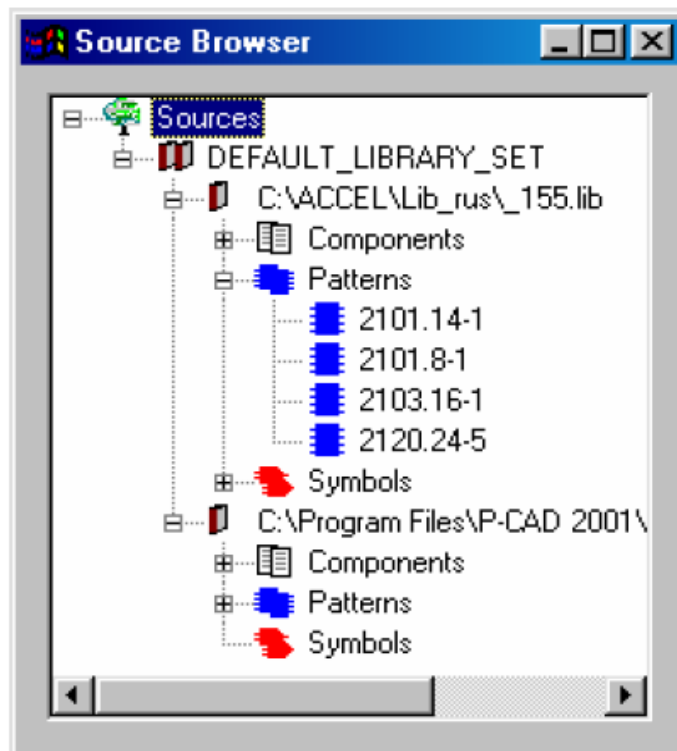 Source Browser
Sources
DEFAULT_LIBRARY_SET
C:\ACCEL\Lib_rus\_155.lib
Components
Patterns
2101.14-1
2101.8-1
2103.16-1
2120.24-5
Symbols
C:\Program Files\P-CAD 2001\
Components
Patterns
Symbols